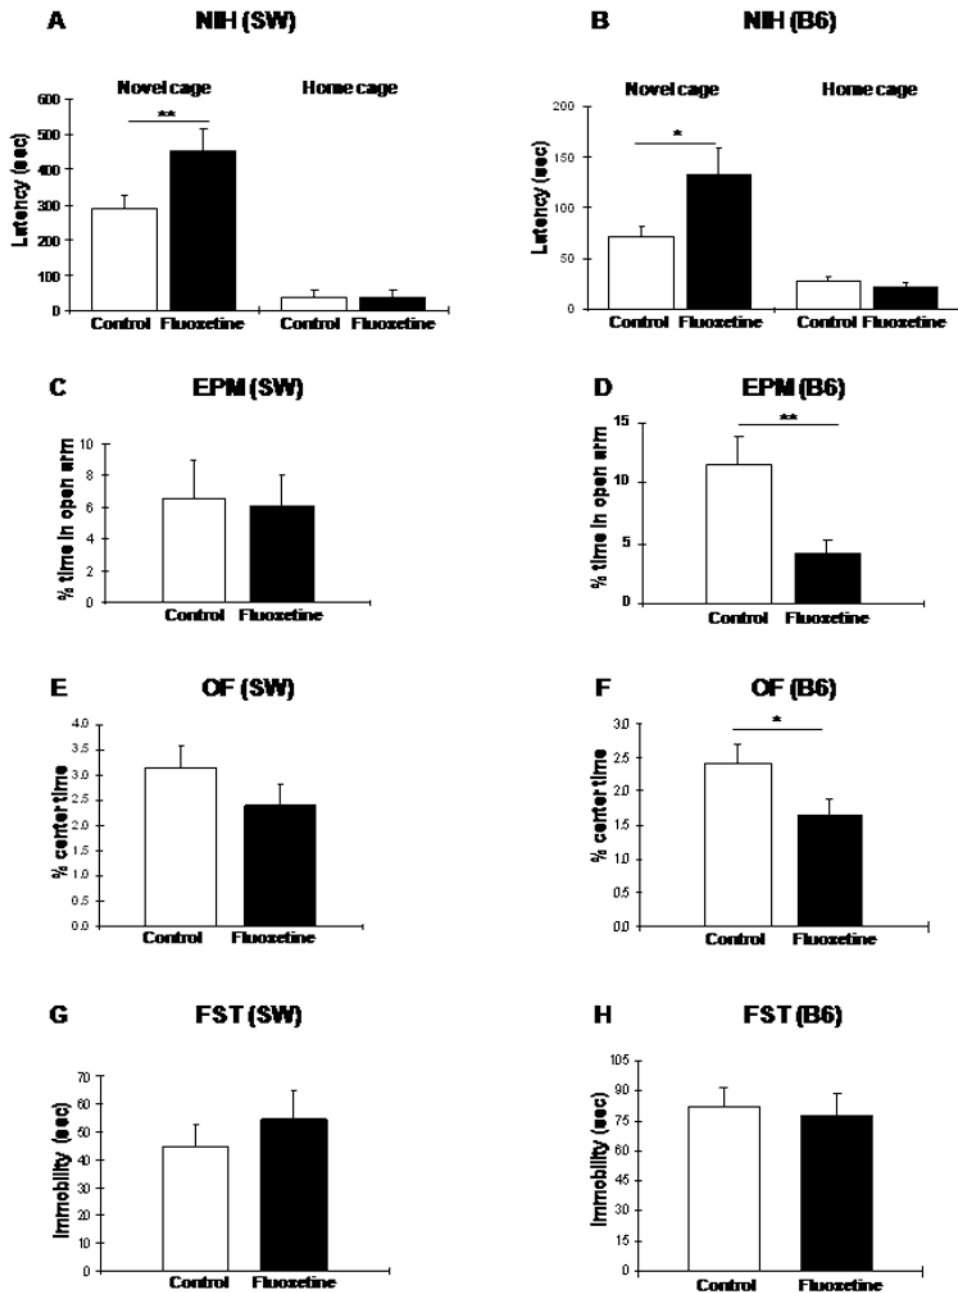 A NIH (SW)
Novel cage Home cage
**
Lutency (sec)
600
500
400
300
200
100
0
Control Fluoxetine Control Fluoxetine
B NIH (B6)
Novel cage Home cage
*
Lutency (sec)
200
150
100
50
0
Control Fluoxetine Control Fluoxetine
C EPM (SW)
% time in open arm
10
8
6
4
2
0
Control Fluoxetine
D EPM (B6)
**
% time in open arm
15
10
5
0
Control Fluoxetine
E OF (SW)
% center time
4.0
3.5
3.0
2.5
2.0
1.5
1.0
0.5
0.0
Control Fluoxetine
F OF (B6)
*
% center time
3.0
2.5
2.0
1.5
1.0
0.5
0.0
Control Fluoxetine
G FST (SW)
Immobility (sec)
70
60
50
40
30
20
10
0
Control Fluoxetine
H FST (B6)
Immobility (sec)
105
90
75
60
45
30
15
0
Control Fluoxetine